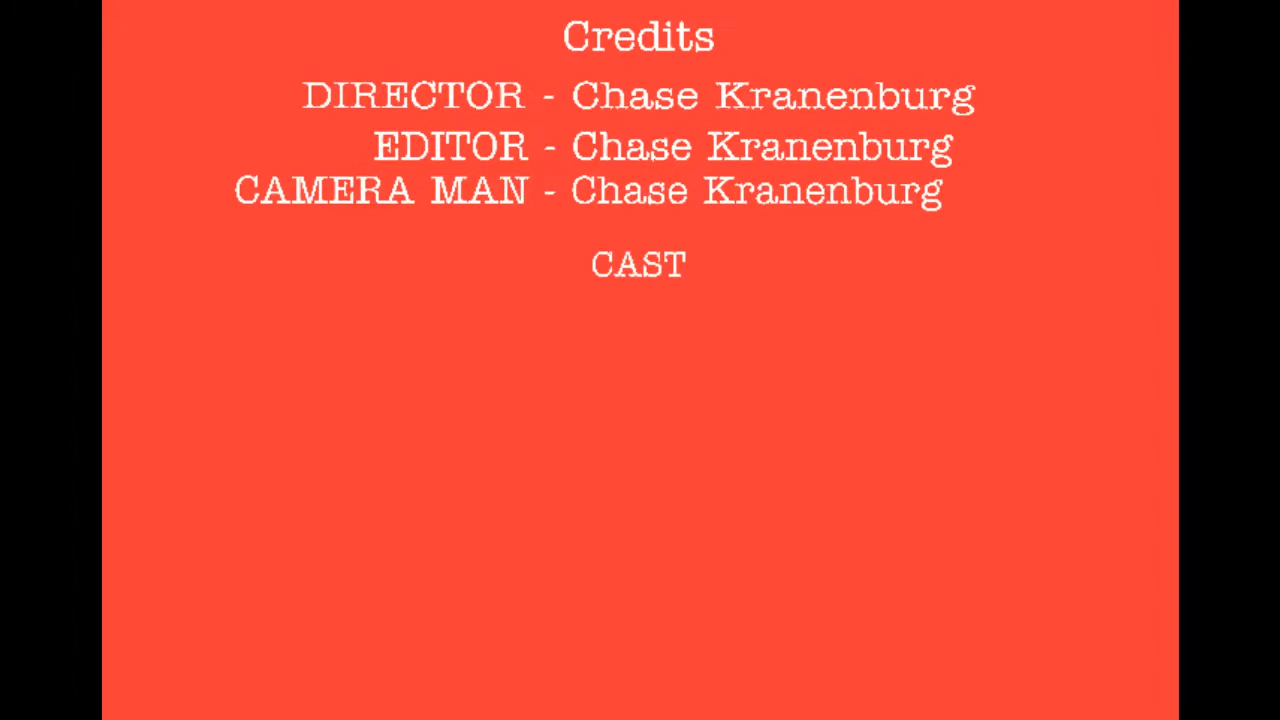 Credits
DIRECTOR - Chase Kranenburg
EDITOR - Chase Kranenburg
CAMERA MAN - Chase Kranenburg
CAST